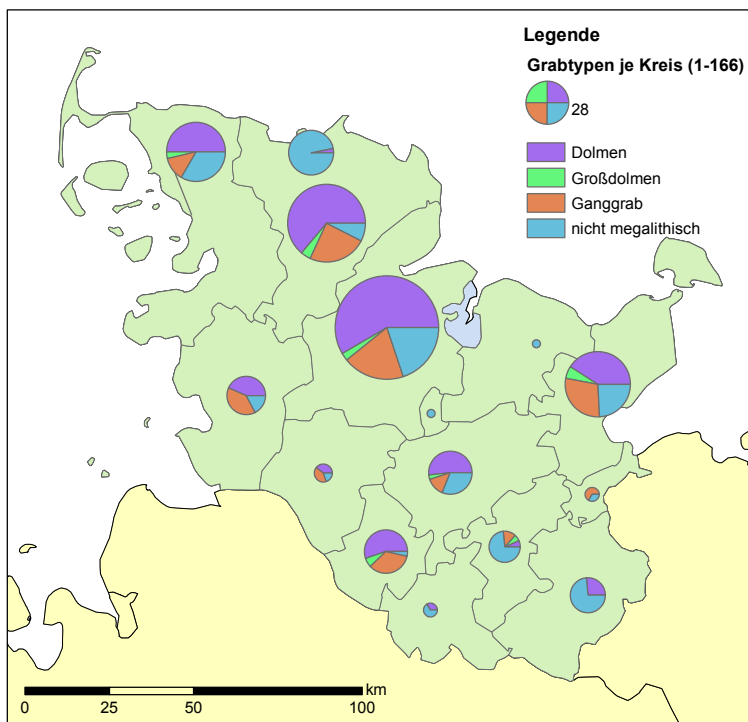 Legende
Grabtypen je Kreis (1-166)
28
Dolmen
Großdolmen
Ganggrab
nicht megalithisch
km
0 25 50 100